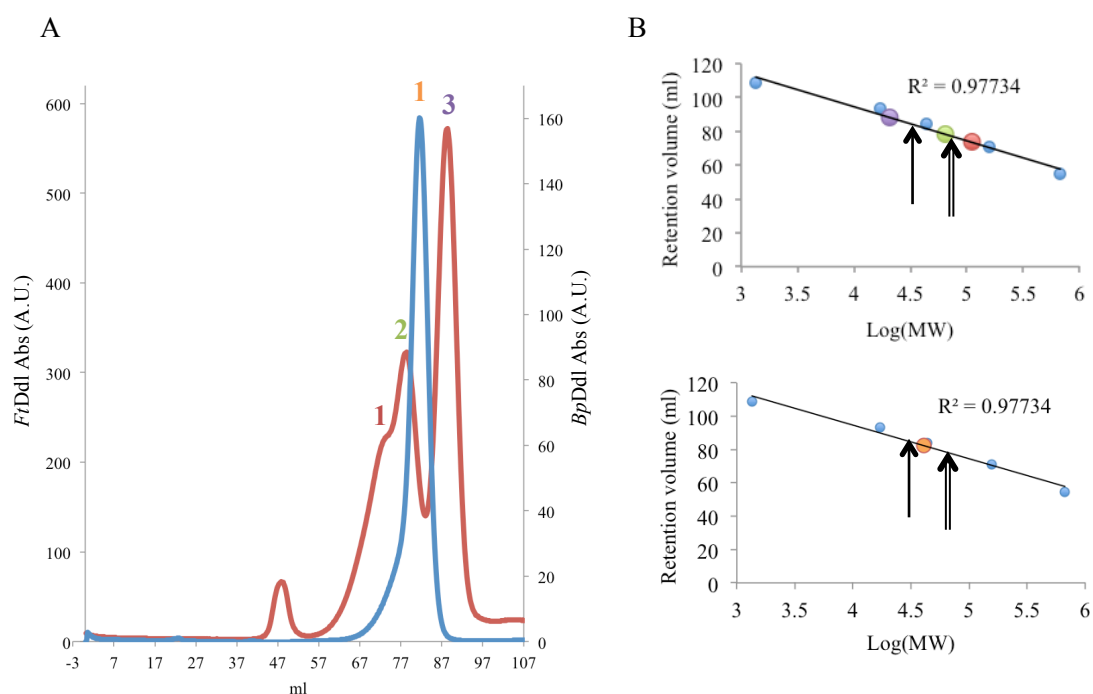 A
B
1
3
2
1
600
500
400
300
200
100
0
FtDdl Abs (A.U.)
160
140
120
100
80
60
40
20
0
BpDdl Abs (A.U.)
-3 7 17 27 37 47 57 67 77 87 97 107
ml
120
100
80
60
40
20
0
Retention volume (ml)
R² = 0.97734
3 3.5 4 4.5 5 5.5 6
Log(MW)
120
100
80
60
40
20
0
Retention volume (ml)
R² = 0.97734
3 3.5 4 4.5 5 5.5 6
Log(MW)